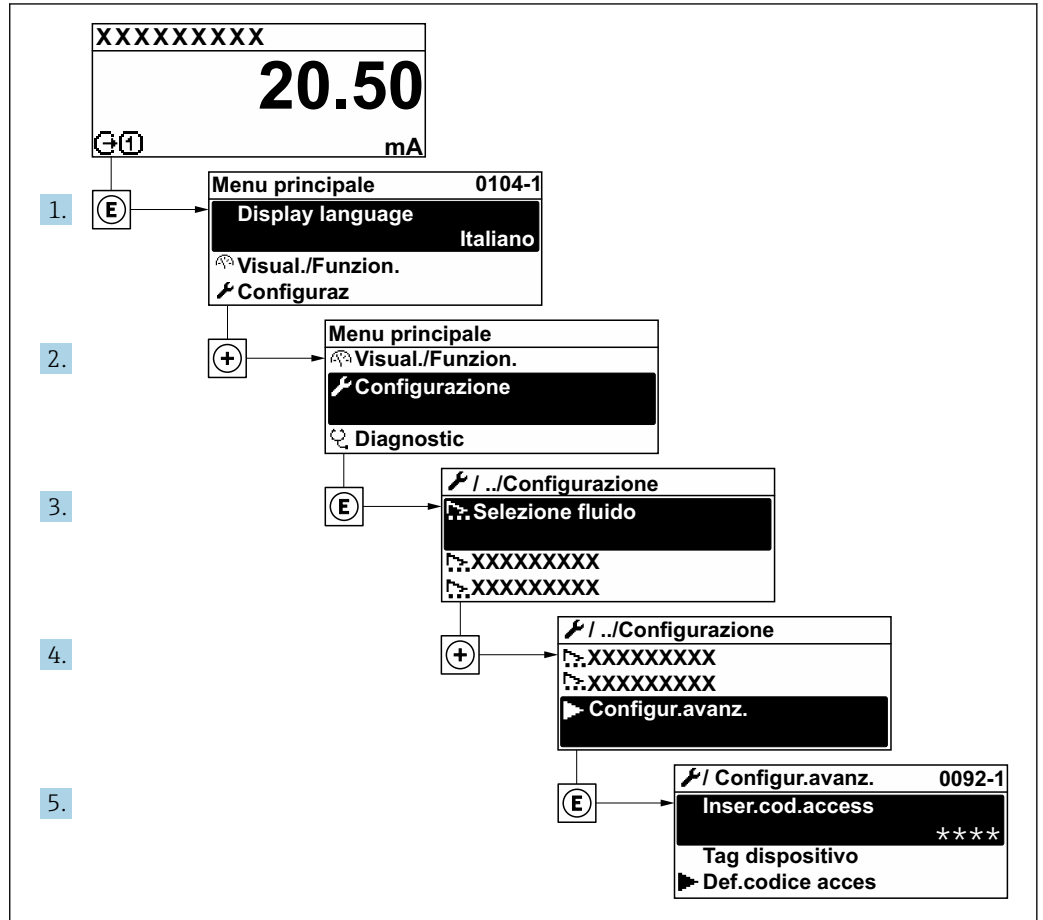 XXXXXXXXX
20.50
mA
1.
E
Menu principale 0104-1
Display language
Italiano
Visual./Funzion.
Configuraz
2.
+
Menu principale
Visual./Funzion.
Configurazione
Diagnostic
3.
E
/ ../Configurazione
Selezione fluido
XXXXXXXXX
XXXXXXXXX
4.
+
/ ../Configurazione
XXXXXXXXX
XXXXXXXXX
Configur.avanz.
5.
E
/ Configur.avanz. 0092-1
Inser.cod.access
****
Tag dispositivo
Def.codice acces